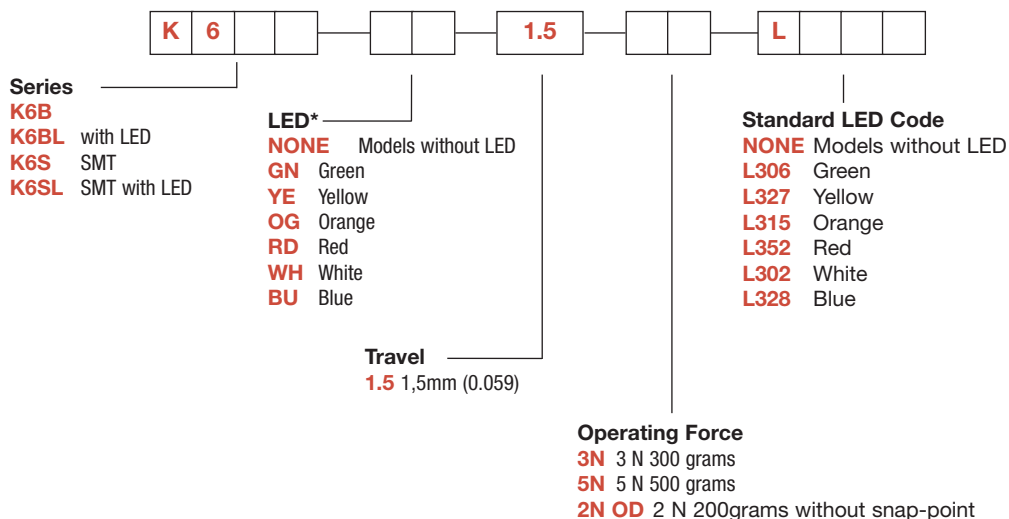 K 6 1.5 L
Series
K6B
K6BL with LED
K6S SMT
K6SL SMT with LED
LED*
NONE Models without LED
GN Green
YE Yellow
OG Orange
RD Red
WH White
BU Blue
Travel
1.5 1,5mm (0.059)
Operating Force
3N 3 N 300 grams
5N 5 N 500 grams
2N OD 2 N 200grams without snap-point
Standard LED Code
NONE Models without LED
L306 Green
L327 Yellow
L315 Orange
L352 Red
L302 White
L328 Blue